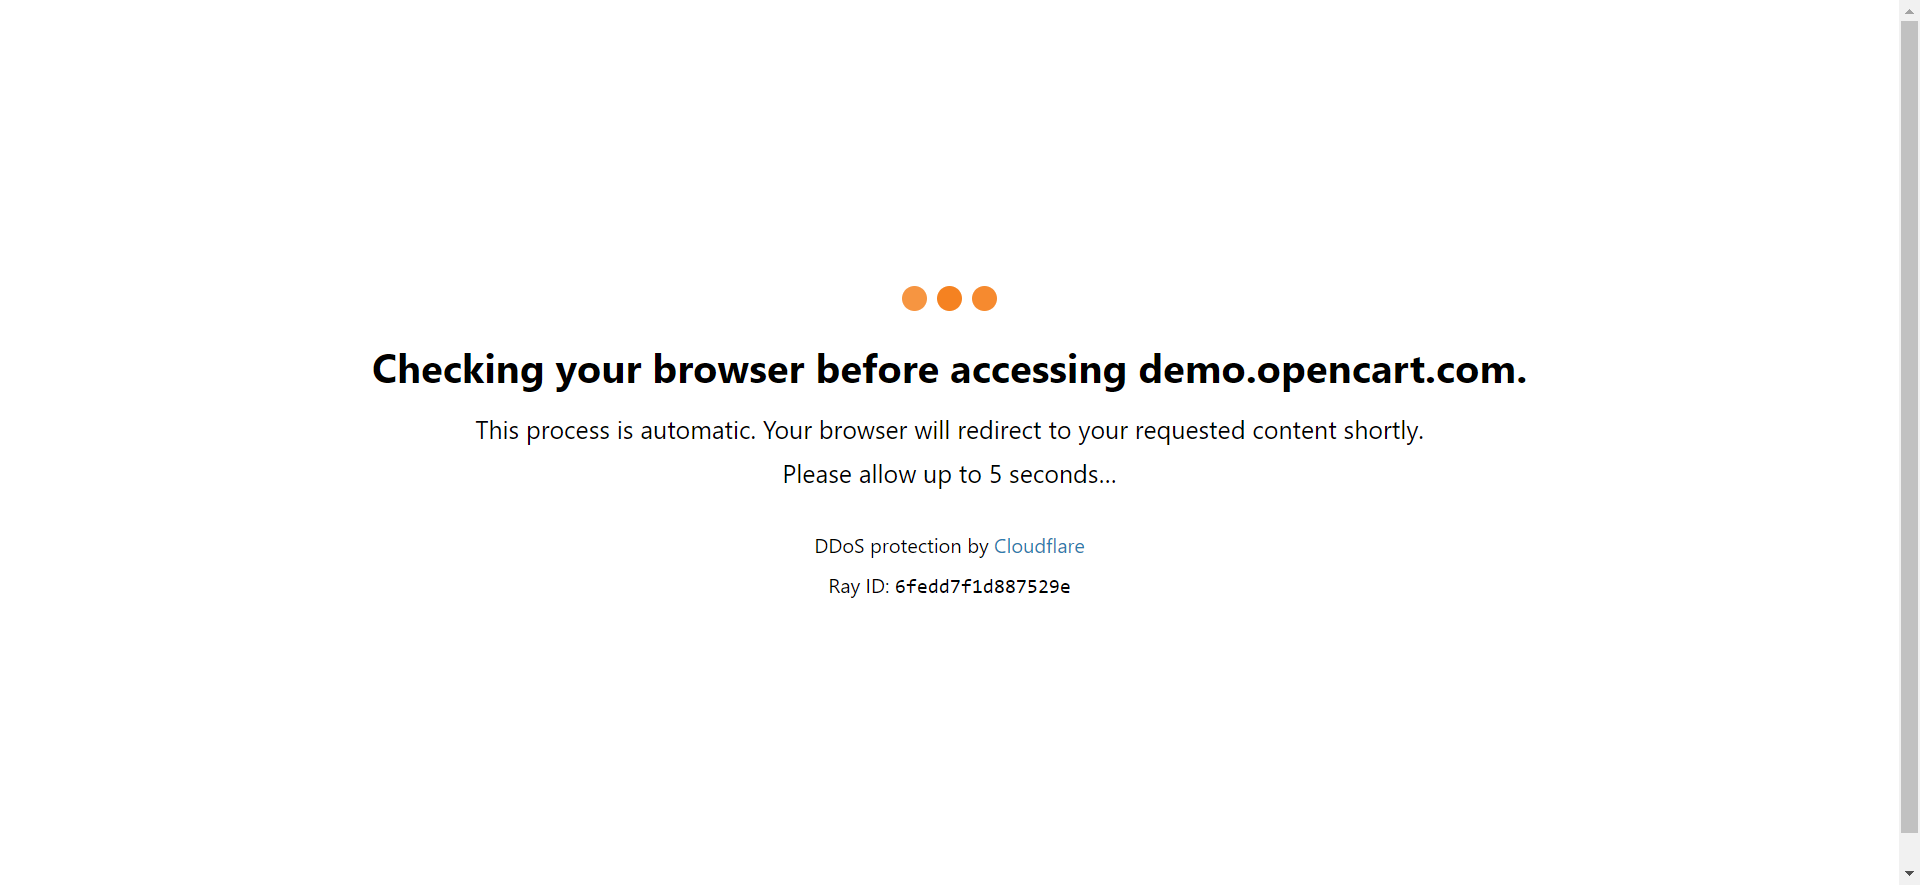 Checking your browser before accessing demo.opencart.com.
This process is automatic. Your browser will redirect to your requested content shortly.
Please allow up to 5 seconds…
DDoS protection by Cloudflare
Ray ID: 6fedd7f1d887529e